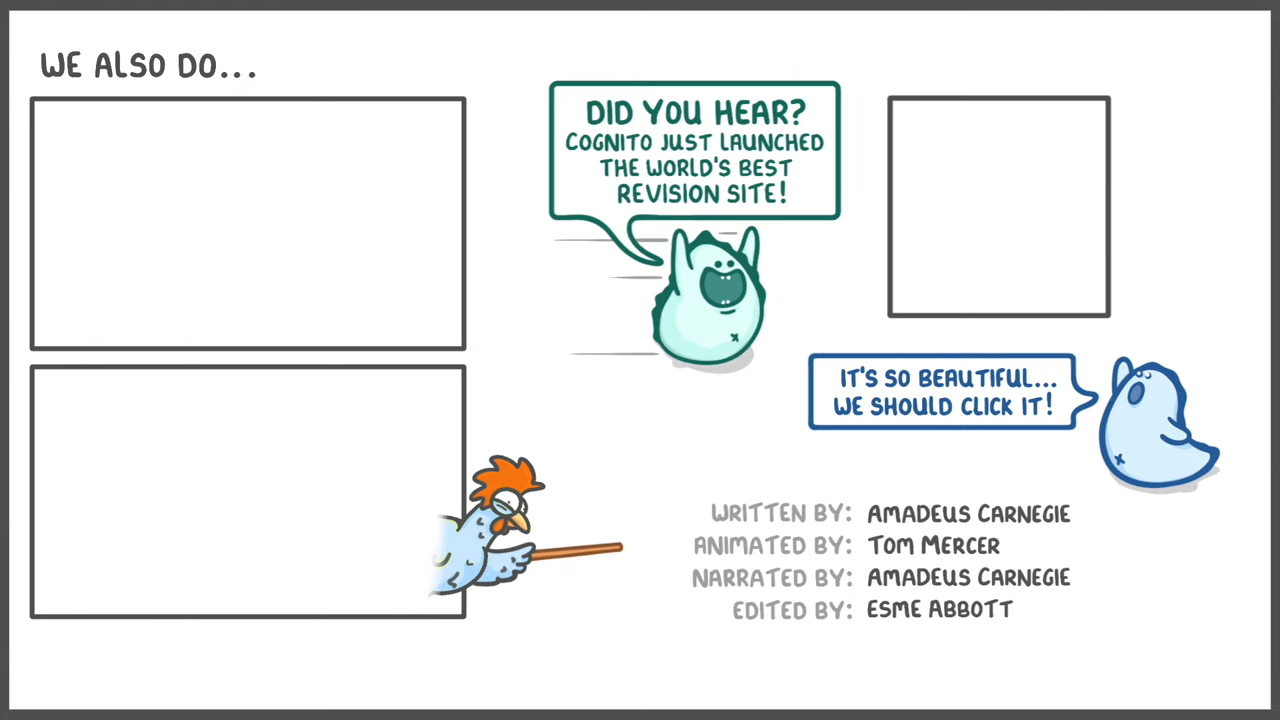 WE ALSO DO...
DID YOU HEAR?
COGNITO JUST LAUNCHED
THE WORLD'S BEST
REVISION SITE!
IT'S SO BEAUTIFUL...
WE SHOULD CLICK IT!
WRITTEN BY: AMADEUS CARNEGIE
ANIMATED BY: TOM MERCER
NARRATED BY: AMADEUS CARNEGIE
EDITED BY: ESME ABBOTT